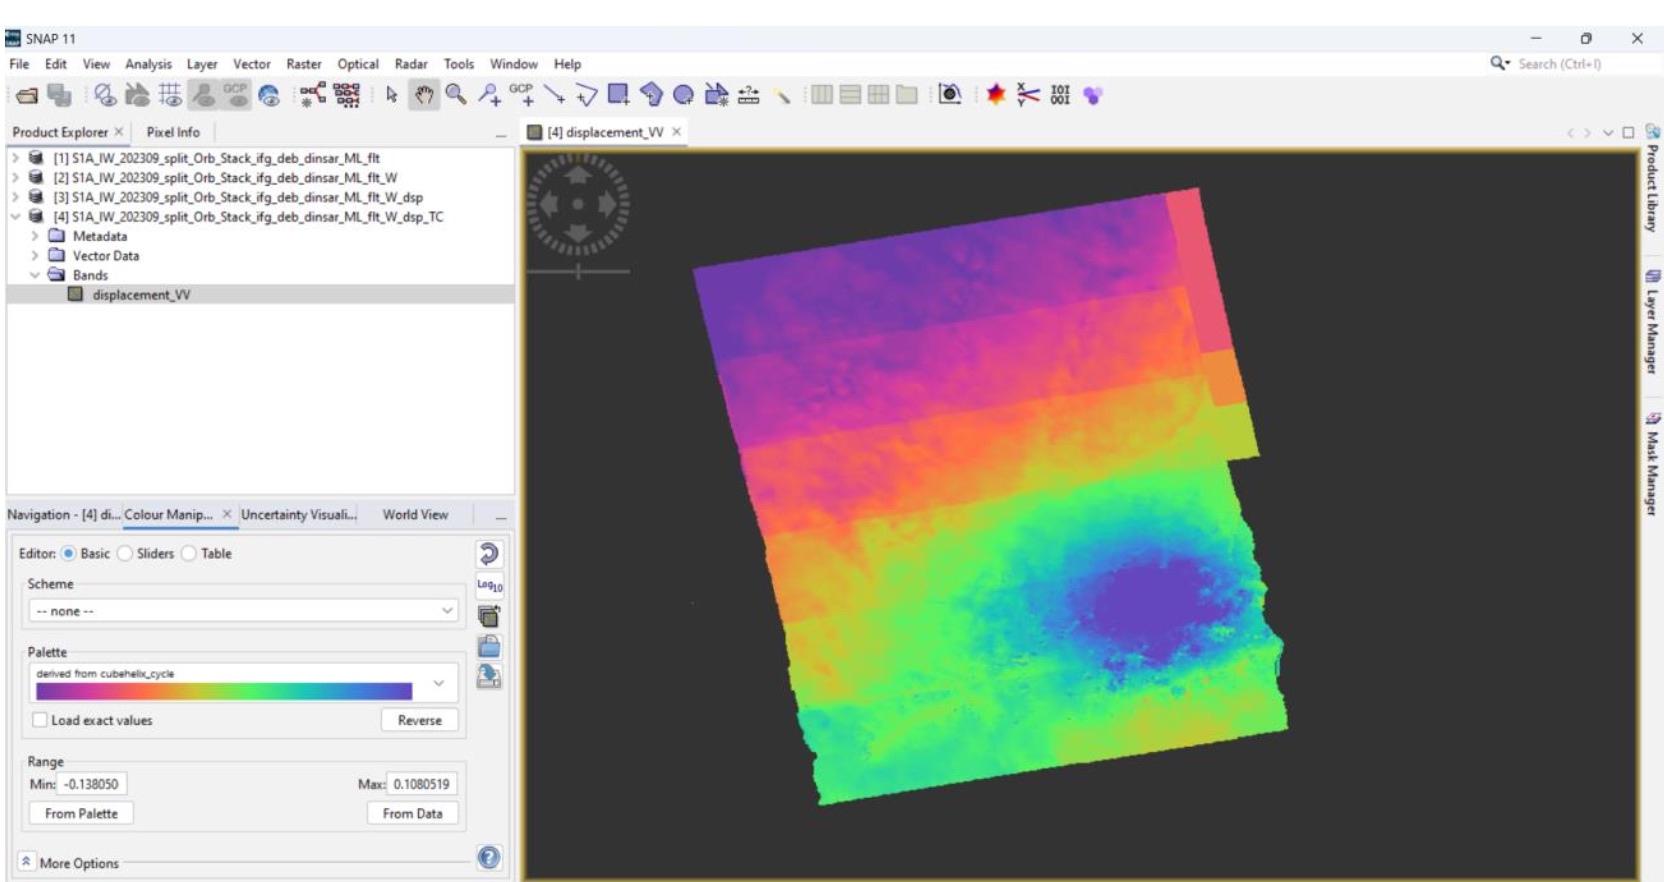 SNAP 11
File Edit View Analysis Layer Vector Raster Optical Radar Tools Window Help
Search (Ctrl+I)
GCP
GCP
Product Explorer
Pixel Info
[4] displacement_VV
[1] S1A_IW_202309_split_Orb_Stack_ifg_deb_dinsar_ML_flt
[2] S1A_IW_202309_split_Orb_Stack_ifg_deb_dinsar_ML_flt_W
[3] S1A_IW_202309_split_Orb_Stack_ifg_deb_dinsar_ML_flt_W_dsp
[4] S1A_IW_202309_split_Orb_Stack_ifg_deb_dinsar_ML_flt_W_dsp_TC
Metadata
Vector Data
Bands
displacement_VV
Product Library
Layer Manager
Mask Manager
Navigation - [4] di... Colour Manip... Uncertainty Visuali... World View
Editor: Basic Sliders Table
Scheme
Log10
-- none --
Palette
derived from cubehelix_cycle
Load exact values
Reverse
Range
Min: -0.138050 Max: 0.1080519
From Palette From Data
More Options